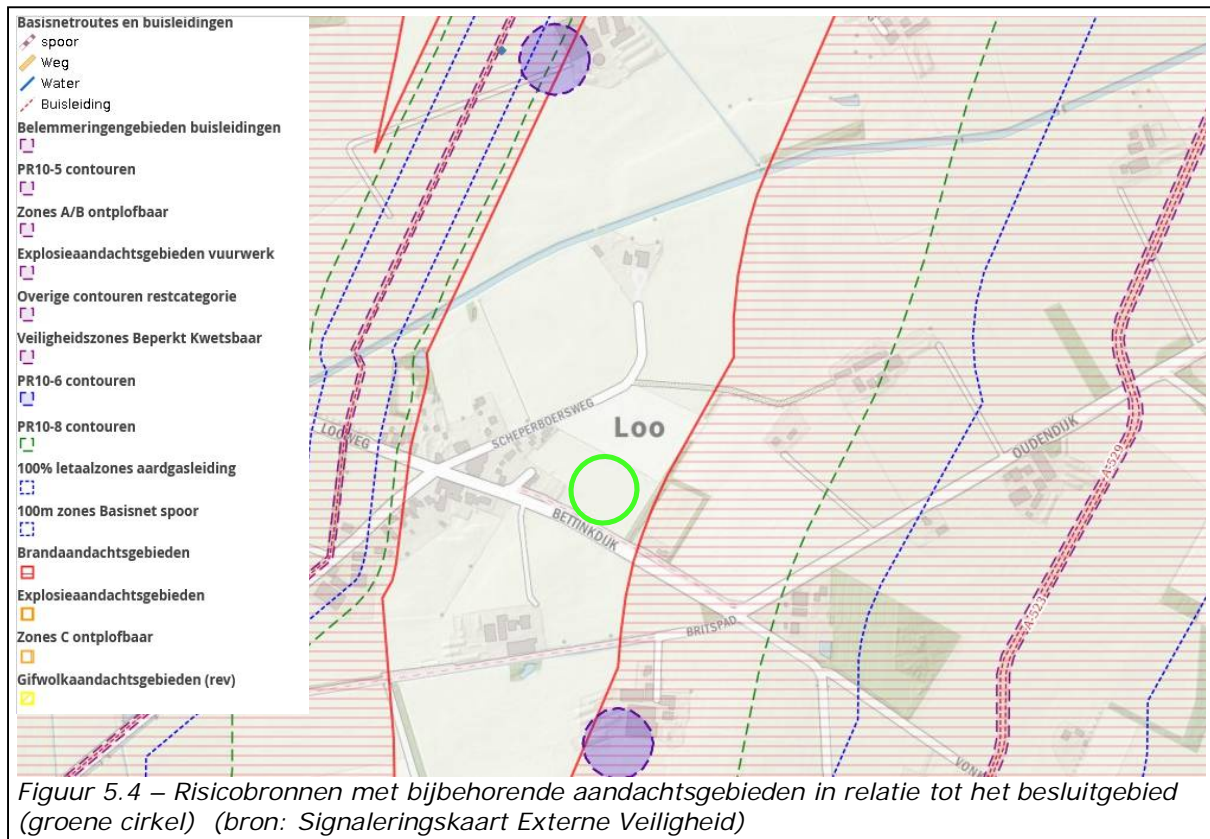 Basisnetroutes en buisleidingen
spoor
Weg
Water
Buisleiding
Belemmeringengebieden buisleidingen
PR10-5 contouren
Zones A/B ontplofbaar
Explosieaandachtsgebieden vuurwerk
Overige contouren restcategorie
Veiligheidszones Beperkt Kwetsbaar
PR10-6 contouren
PR10-8 contouren
100% letaalzones aardgasleiding
100m zones Basisnet spoor
Brandaandachtsgebieden
Explosieaandachtsgebieden
Zones C ontplofbaar
Gifwolkaandachtsgebieden (rev)
LOOWEG
SCHEPERBOERSWEG
Loo
BETTINKDIJK
OUDENDIJK
A-529
A-523
BRITSPAD
Figuur 5.4 – Risicobronnen met bijbehorende aandachtsgebieden in relatie tot het besluitgebied
(groene cirkel) (bron: Signaleringskaart Externe Veiligheid)